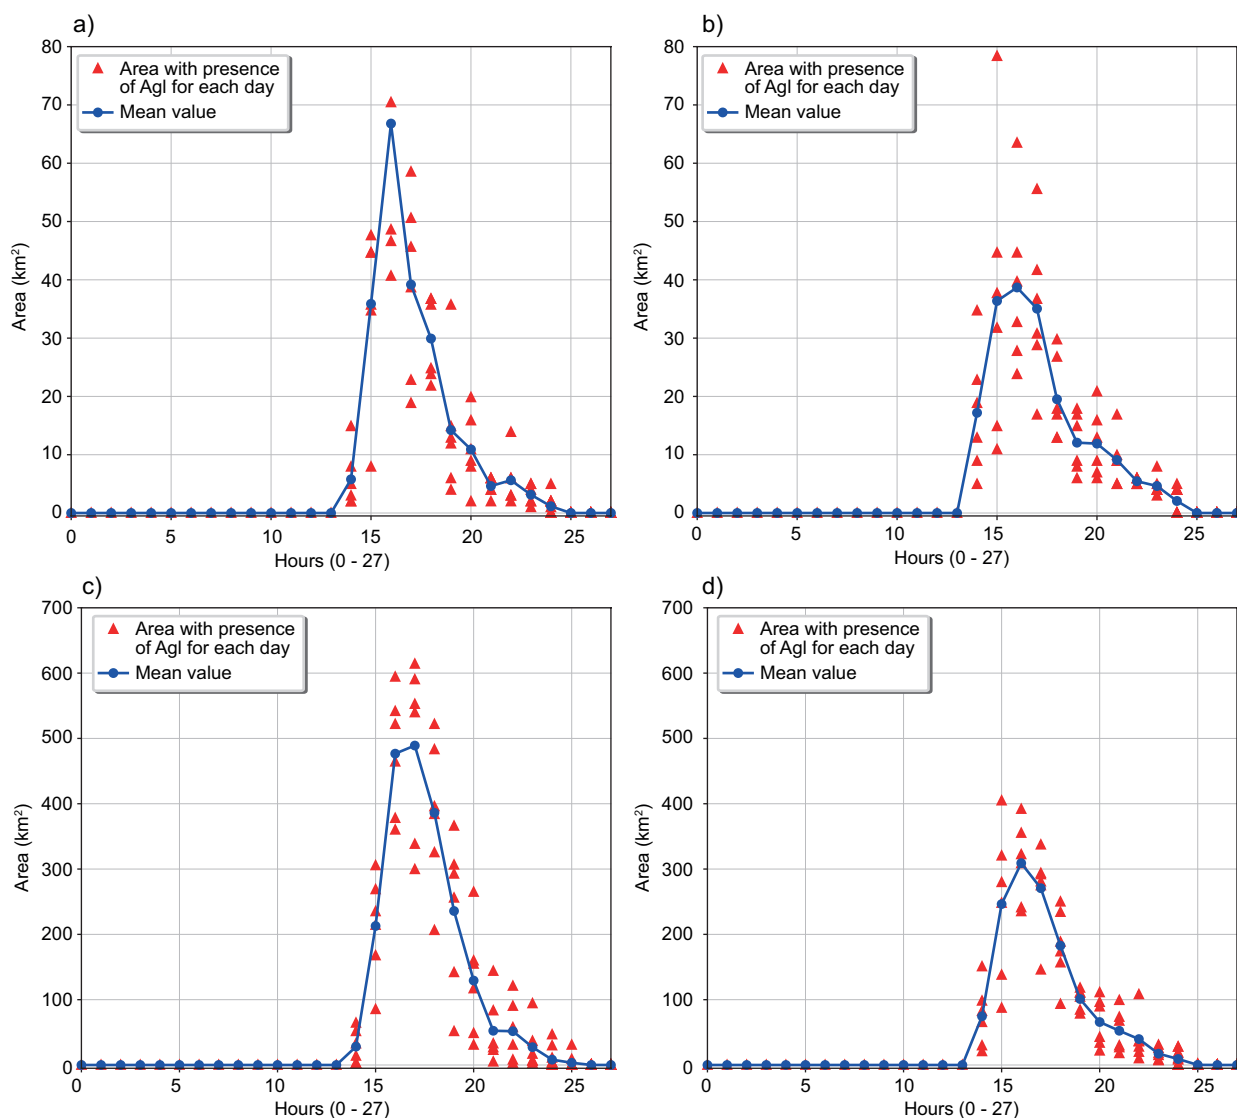 a)
80
70
60
50
40
30
20
10
0
Area (km²)
Area with presence
of AgI for each day
Mean value
0
5
10
15
20
25
Hours (0 - 27)
b)
80
70
60
50
40
30
20
10
0
Area (km²)
Area with presence
of AgI for each day
Mean value
0
5
10
15
20
25
Hours (0 - 27)
c)
700
600
500
400
300
200
100
0
Area (km²)
Area with presence
of AgI for each day
Mean value
0
5
10
15
20
25
Hours (0 - 27)
d)
700
600
500
400
300
200
100
0
Area (km²)
Area with presence
of AgI for each day
Mean value
0
5
10
15
20
25
Hours (0 - 27)